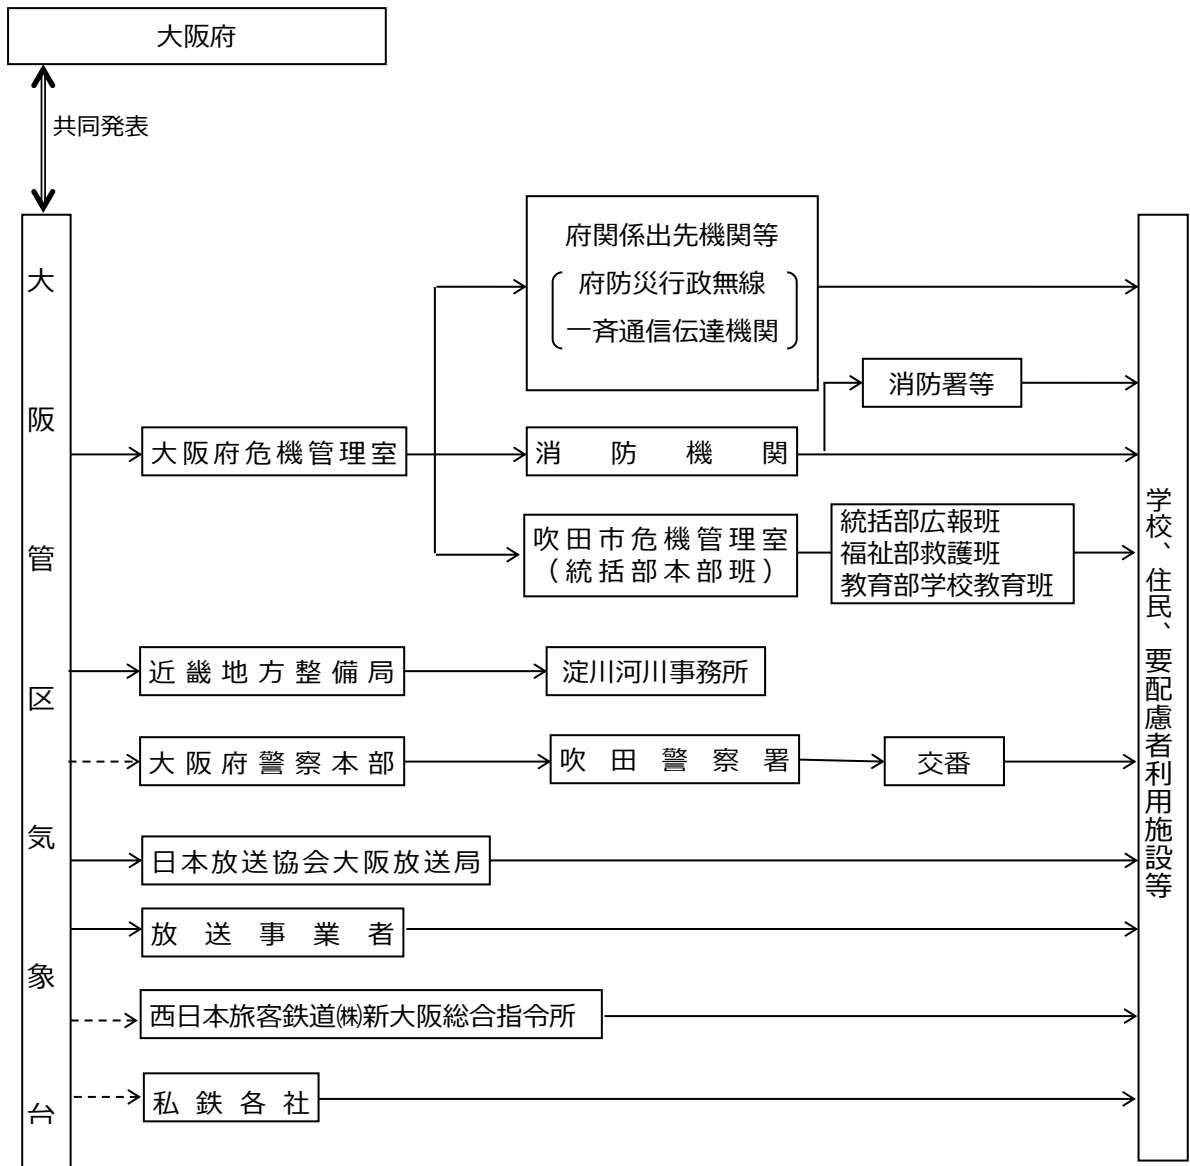 大阪府
共同発表
大阪管区気象台
府関係出先機関等
府防災行政無線
一斉通信伝達機関
消防署等
大阪府危機管理室
消防機関
吹田市危機管理室
（統括部本部班）
統括部広報班
福祉部救護班
教育部学校教育班
近畿地方整備局
淀川河川事務所
大阪府警察本部
吹田警察署
交番
日本放送協会大阪放送局
放送事業者
西日本旅客鉄道㈱新大阪総合指令所
私鉄各社
学校、住民、要配慮者利用施設等